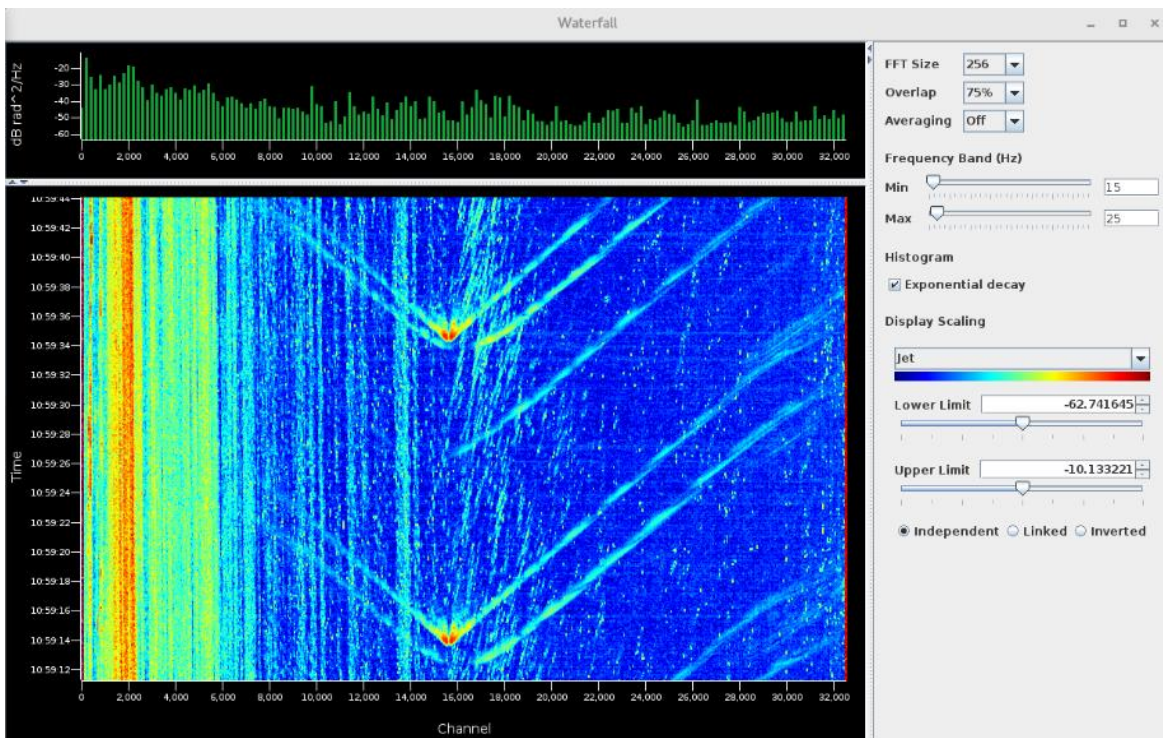 Waterfall
dB rad^2/Hz
-20
-30
-40
-50
-60
0 2,000 4,000 6,000 8,000 10,000 12,000 14,000 16,000 18,000 20,000 22,000 24,000 26,000 28,000 30,000 32,000
Time
10:59:44
10:59:42
10:59:40
10:59:38
10:59:36
10:59:34
10:59:32
10:59:30
10:59:28
10:59:26
10:59:24
10:59:22
10:59:20
10:59:18
10:59:16
10:59:14
10:59:12
0 2,000 4,000 6,000 8,000 10,000 12,000 14,000 16,000 18,000 20,000 22,000 24,000 26,000 28,000 30,000 32,000
Channel
FFT Size 256
Overlap 75%
Averaging Off
Frequency Band (Hz)
Min 15
Max 25
Histogram
Exponential decay
Display Scaling
Jet
Lower Limit -62.741645
Upper Limit -10.133221
Independent Linked Inverted